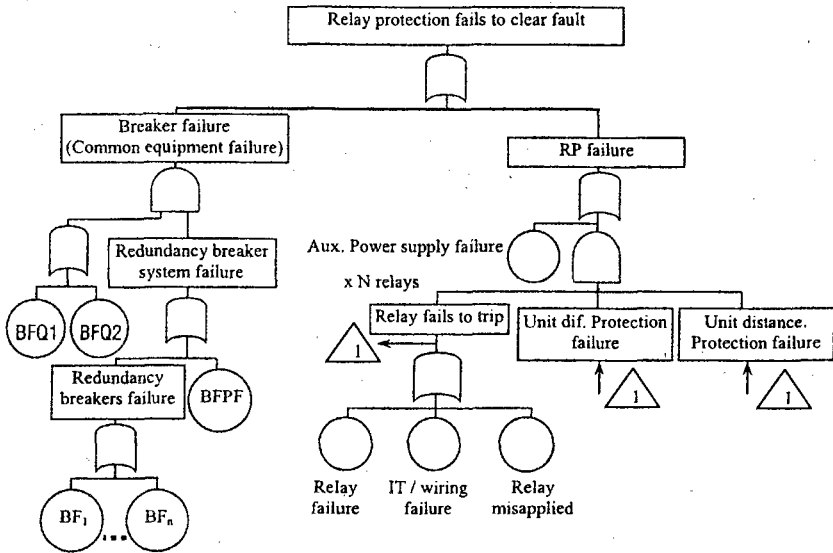 Relay protection fails to clear fault
Breaker failure
(Common equipment failure)
RP failure
Redundancy breaker
system failure
Aux. Power supply failure
x N relays
BFQ1
BFQ2
Relay fails to trip
Unit dif. Protection
failure
Unit distance.
Protection failure
1
1
1
Redundancy
breakers failure
BFPF
Relay
failure
IT / wiring
failure
Relay
misapplied
BF1
...
BFn